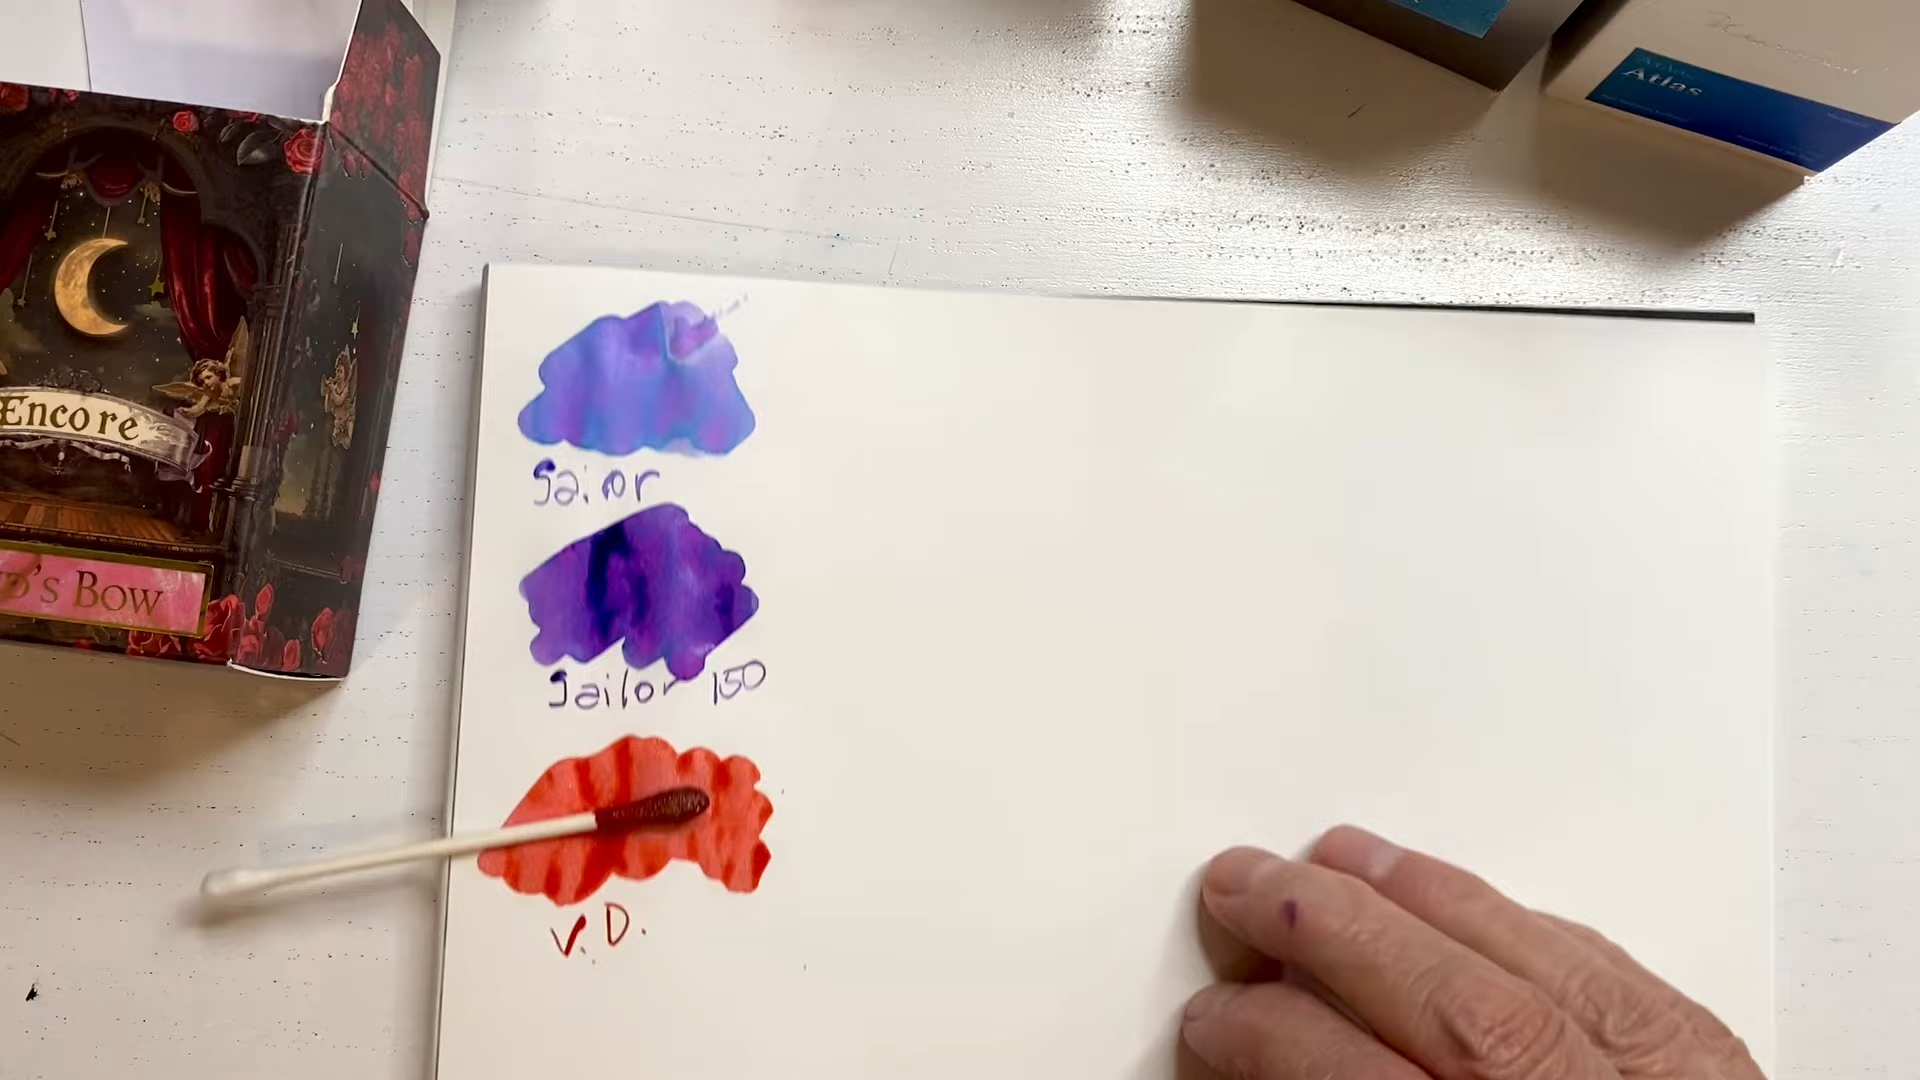 Atlas
Encore
D's Bow
Sailor
Sailor 150
V.D.